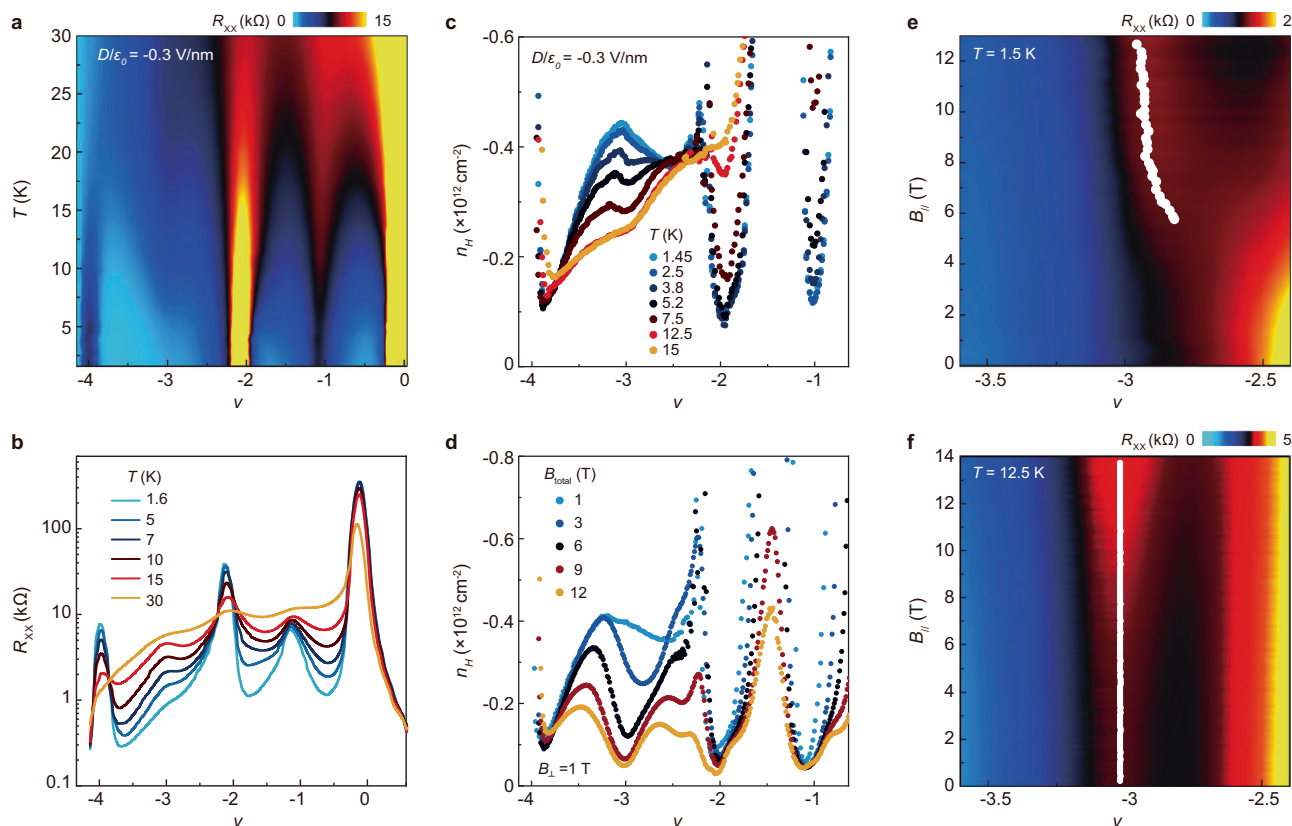 a
R_XX (kΩ) 0 15
D/ε₀ = -0.3 V/nm
T (K)
30
25
20
15
10
5
-4 -3 -2 -1 0
ν
b
T (K)
1.6
5
7
10
15
30
R_XX (kΩ)
100
10
1
0.1
-4 -3 -2 -1 0
ν
c
D/ε₀ = -0.3 V/nm
n_H (×10¹² cm⁻²)
-0.6
-0.4
-0.2
0
T (K)
1.45
2.5
3.8
5.2
7.5
12.5
15
-4 -3 -2 -1
ν
d
B_total (T)
1
3
6
9
12
n_H (×10¹² cm⁻²)
-0.8
-0.6
-0.4
-0.2
0
B_⊥ =1 T
-4 -3 -2 -1
ν
e
R_XX (kΩ) 0 2
T = 1.5 K
B_// (T)
12
10
8
6
4
2
0
-3.5 -3 -2.5
ν
f
R_XX (kΩ) 0 5
T = 12.5 K
B_// (T)
14
12
10
8
6
4
2
0
-3.5 -3 -2.5
ν